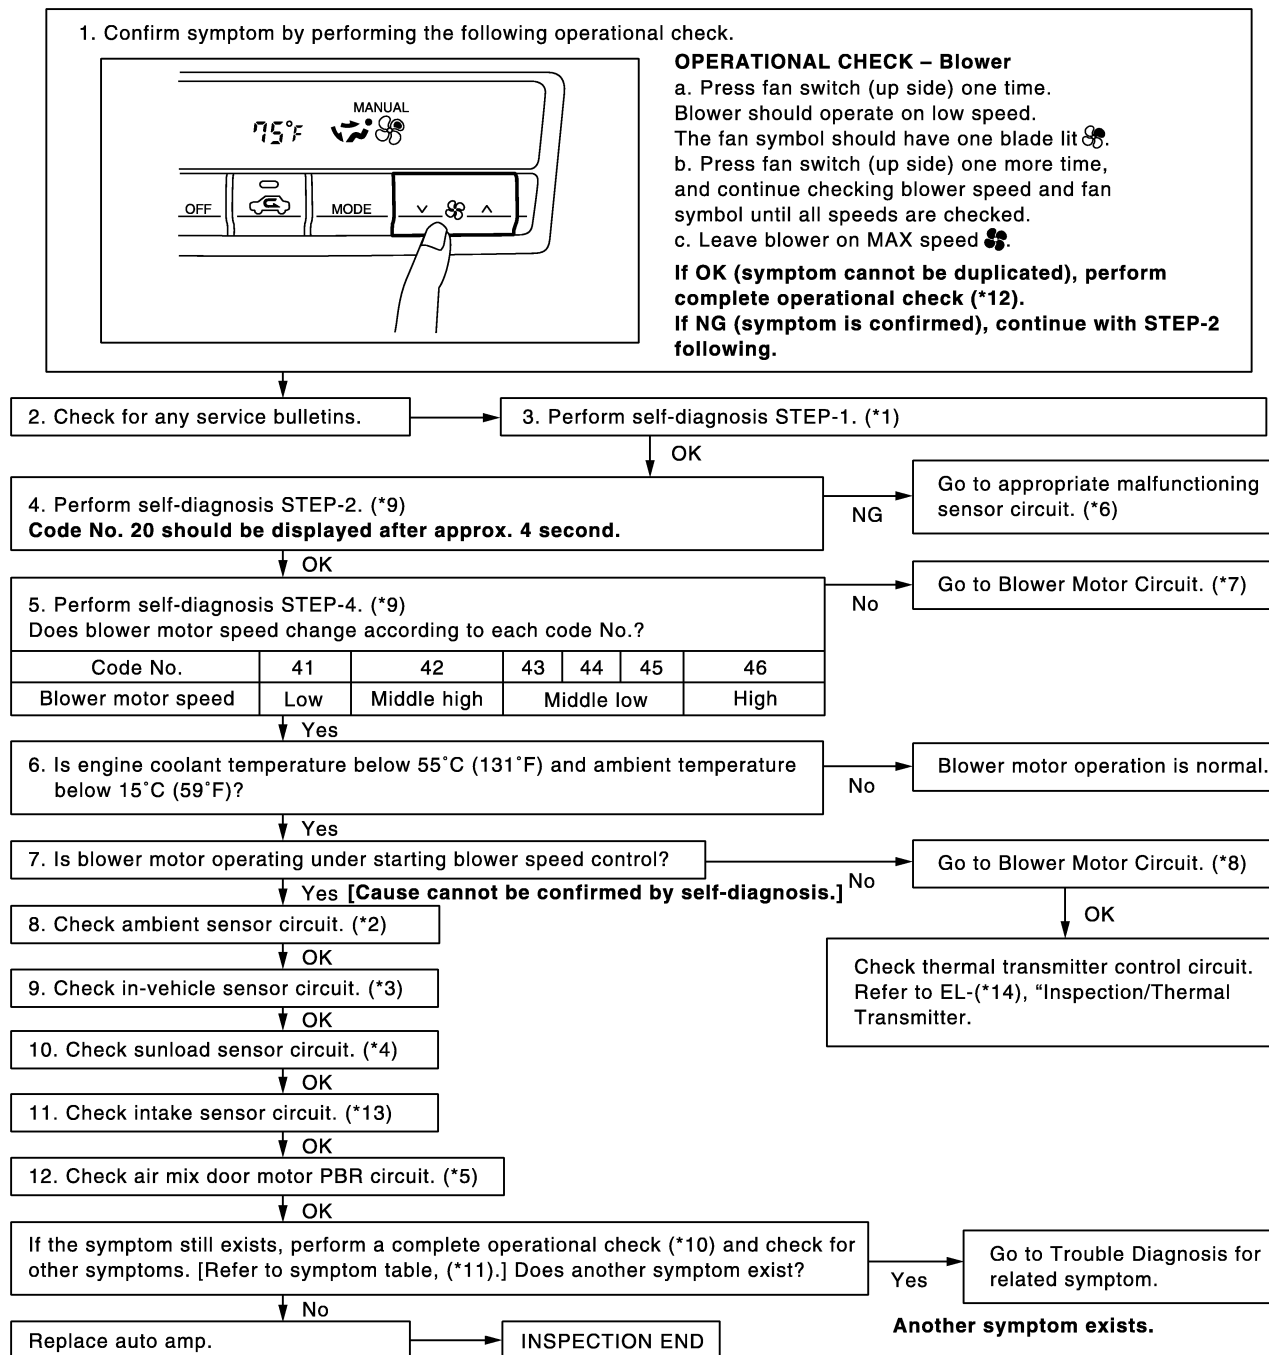 1. Confirm symptom by performing the following operational check.
MANUAL
75°F
OFF
MODE
OPERATIONAL CHECK – Blower
a. Press fan switch (up side) one time.
Blower should operate on low speed.
The fan symbol should have one blade lit .
b. Press fan switch (up side) one more time,
and continue checking blower speed and fan
symbol until all speeds are checked.
c. Leave blower on MAX speed .
If OK (symptom cannot be duplicated), perform
complete operational check (*12).
If NG (symptom is confirmed), continue with STEP-2
following.
2. Check for any service bulletins.
3. Perform self-diagnosis STEP-1. (*1)
OK
4. Perform self-diagnosis STEP-2. (*9)
Code No. 20 should be displayed after approx. 4 second.
NG
Go to appropriate malfunctioning
sensor circuit. (*6)
OK
5. Perform self-diagnosis STEP-4. (*9)
Does blower motor speed change according to each code No.?
No
Go to Blower Motor Circuit. (*7)
Code No. 41 42 43 44 45 46
Blower motor speed Low Middle high Middle low High
Yes
6. Is engine coolant temperature below 55°C (131°F) and ambient temperature
below 15°C (59°F)?
No
Blower motor operation is normal.
Yes
7. Is blower motor operating under starting blower speed control?
No
Go to Blower Motor Circuit. (*8)
Yes [Cause cannot be confirmed by self-diagnosis.]
OK
Check thermal transmitter control circuit.
Refer to EL-(*14), “Inspection/Thermal
Transmitter.
8. Check ambient sensor circuit. (*2)
OK
9. Check in-vehicle sensor circuit. (*3)
OK
10. Check sunload sensor circuit. (*4)
OK
11. Check intake sensor circuit. (*13)
OK
12. Check air mix door motor PBR circuit. (*5)
OK
If the symptom still exists, perform a complete operational check (*10) and check for
other symptoms. [Refer to symptom table, (*11).] Does another symptom exist?
Yes
Go to Trouble Diagnosis for
related symptom.
Another symptom exists.
No
Replace auto amp.
INSPECTION END